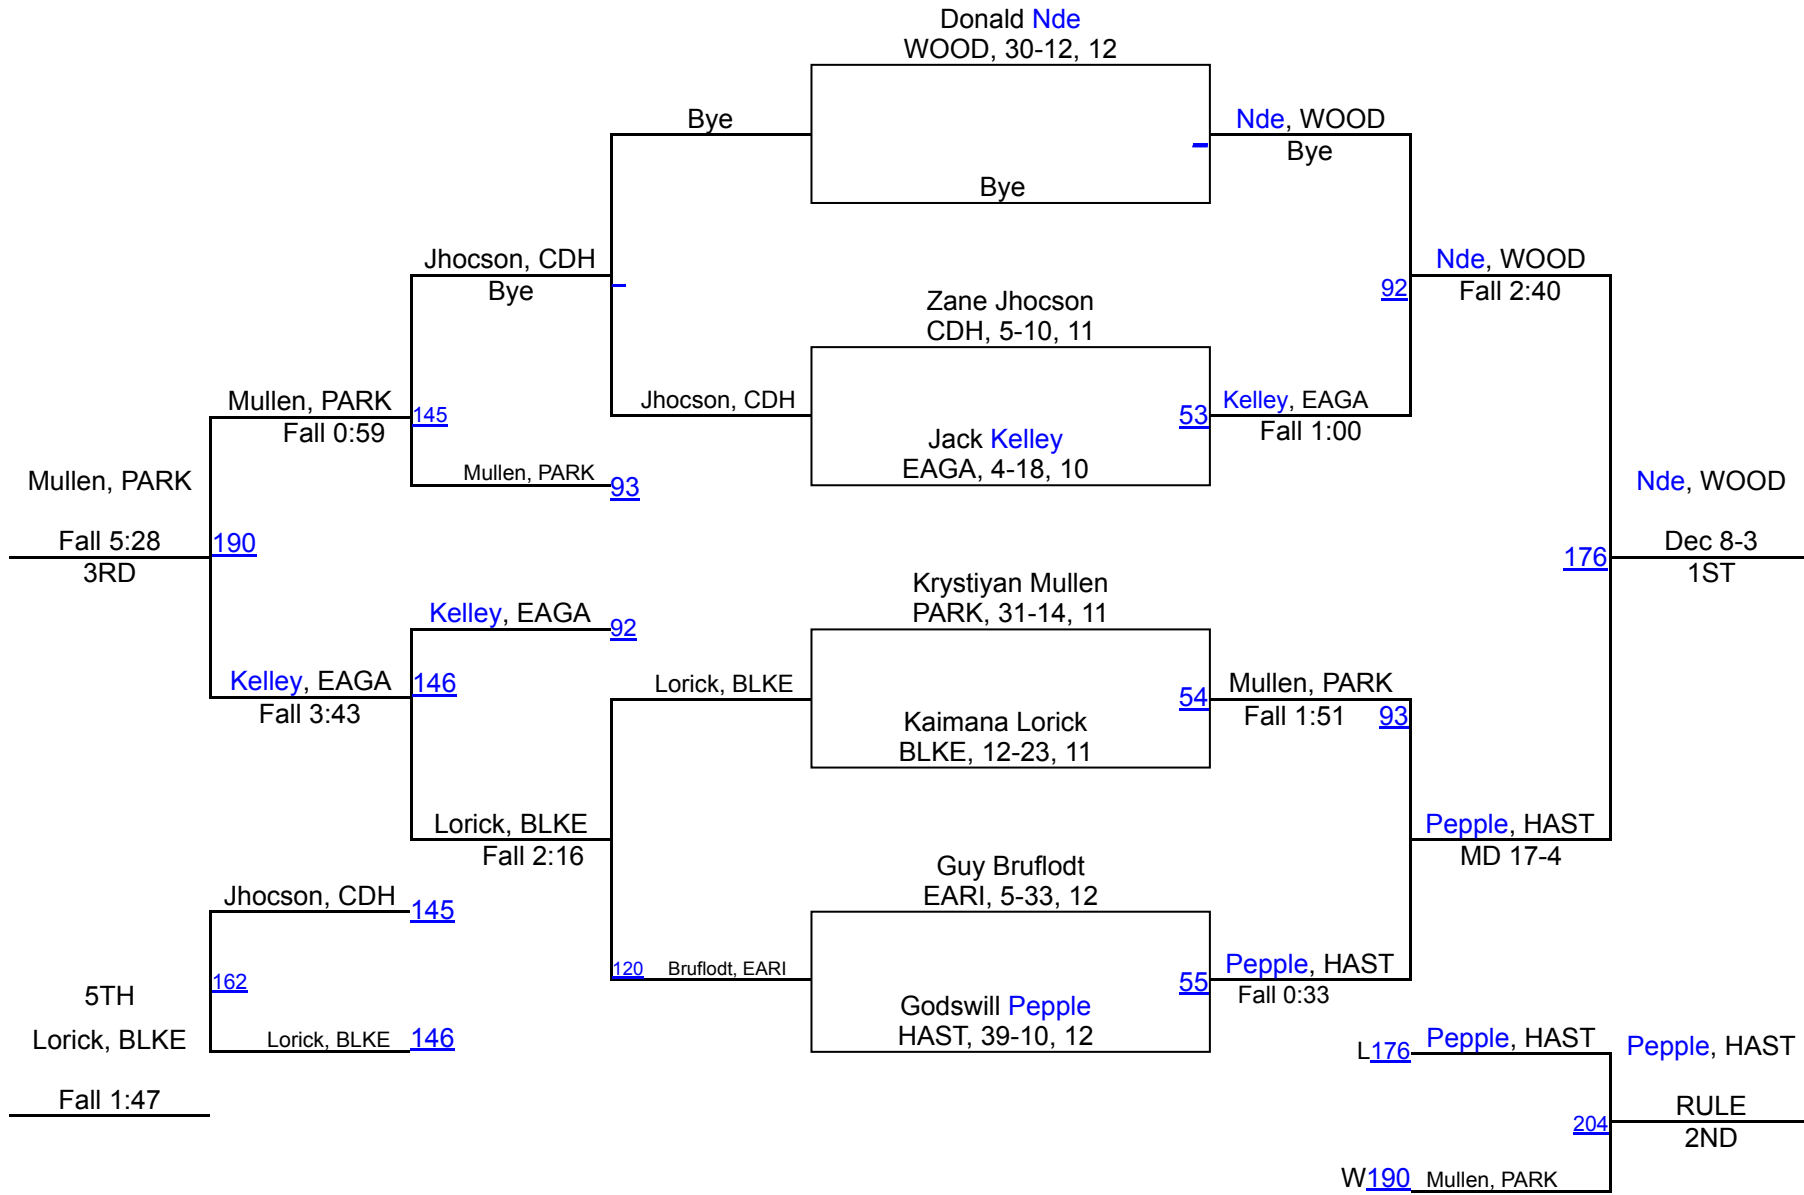 Donald Nde
WOOD, 30-12, 12
Bye
Nde, WOOD
Bye
Bye
Jhocson, CDH
Bye
Nde, WOOD
92
Fall 2:40
Zane Jhocson
CDH, 5-10, 11
Mullen, PARK
145
Fall 0:59
Jhocson, CDH
53
Kelley, EAGA
Fall 1:00
Jack Kelley
EAGA, 4-18, 10
Mullen, PARK
93
Mullen, PARK
Nde, WOOD
Fall 5:28
190
3RD
176
Dec 8-3
1ST
Krystiyan Mullen
PARK, 31-14, 11
Kelley, EAGA
92
Kelley, EAGA
146
Fall 3:43
Lorick, BLKE
54
Mullen, PARK
Fall 1:51
93
Kaimana Lorick
BLKE, 12-23, 11
Lorick, BLKE
Fall 2:16
Pepple, HAST
MD 17-4
Guy Bruflodt
EARI, 5-33, 12
Jhocson, CDH
145
162
120
Bruflodt, EARI
55
Pepple, HAST
Fall 0:33
5TH
Godswill Pepple
HAST, 39-10, 12
Lorick, BLKE
Lorick, BLKE
146
L176
Pepple, HAST
Pepple, HAST
Fall 1:47
204
RULE
2ND
W190
Mullen, PARK